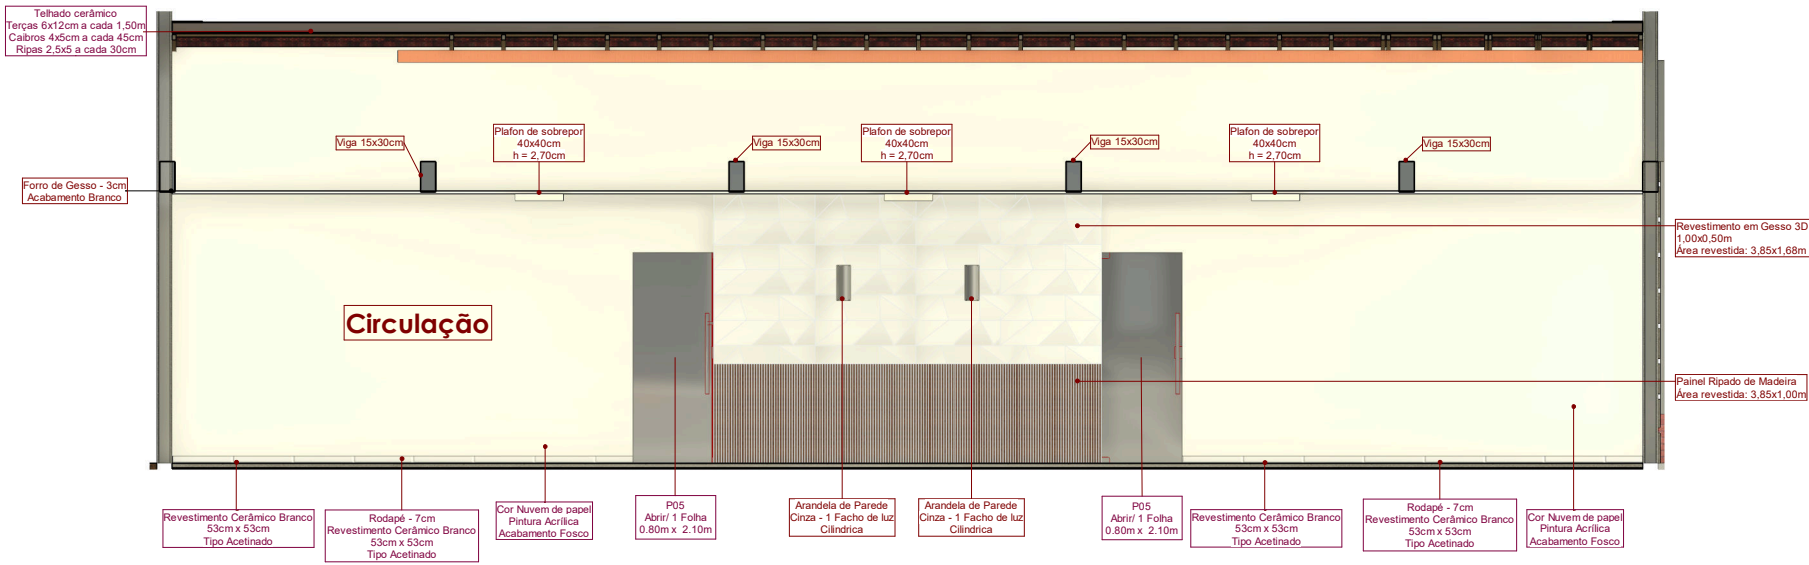 Telhado cerâmico
Terças 6x12cm a cada 1,50m
Caibros 4x5cm a cada 45cm
Ripas 2,5x5 a cada 30cm
Viga 15x30cm
Plafon de sobrepor
40x40cm
h = 2,70cm
Viga 15x30cm
Plafon de sobrepor
40x40cm
h = 2,70cm
Viga 15x30cm
Plafon de sobrepor
40x40cm
h = 2,70cm
Viga 15x30cm
Forro de Gesso - 3cm
Acabamento Branco
Revestimento em Gesso 3D
1,00x0,50m
Área revestida: 3,85x1,68m
Circulação
Painel Ripado de Madeira
Área revestida: 3,85x1,00m
Revestimento Cerâmico Branco
53cm x 53cm
Tipo Acetinado
Rodapé - 7cm
Revestimento Cerâmico Branco
53cm x 53cm
Tipo Acetinado
Cor Nuvem de papel
Pintura Acrílica
Acabamento Fosco
P05
Abrir/ 1 Folha
0.80m x 2.10m
Arandela de Parede
Cinza - 1 Facho de luz
Cilindrica
Arandela de Parede
Cinza - 1 Facho de luz
Cilindrica
P05
Abrir/ 1 Folha
0.80m x 2.10m
Revestimento Cerâmico Branco
53cm x 53cm
Tipo Acetinado
Rodapé - 7cm
Revestimento Cerâmico Branco
53cm x 53cm
Tipo Acetinado
Cor Nuvem de papel
Pintura Acrílica
Acabamento Fosco